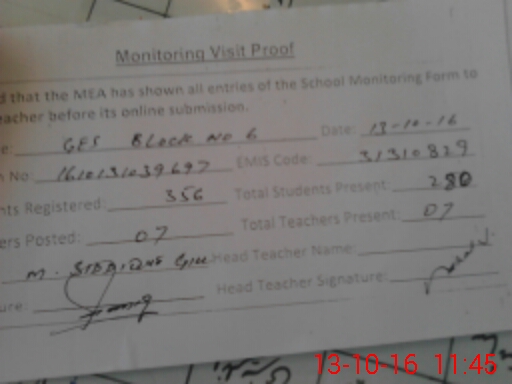 Monitoring Visit Proof
d that the MEA has shown all entries of the School Monitoring Form to
eacher before its online submission.
e: GES Block No 6 Date: 13-10-16
n No: EMIS Code: 31310829
nts Registered: 356 Total Students Present: 280
ers Posted: 07 Total Teachers Present: 07
M. Head Teacher Name:
ure: Head Teacher Signature:
13-10-16 11:45